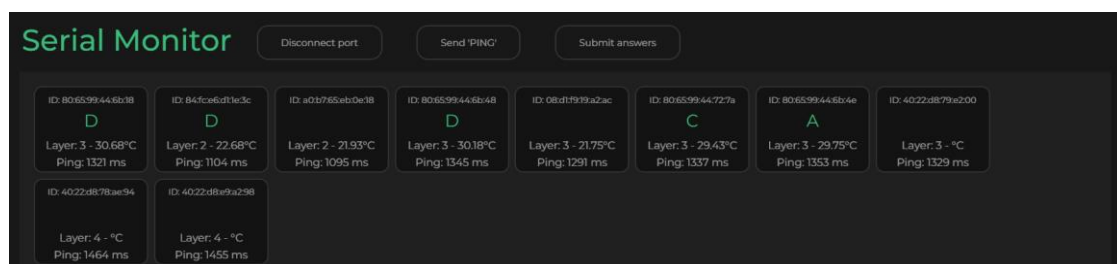 Serial Monitor
Disconnect port
Send 'PING'
Submit answers
ID: 80:65:99:44:6b:18
D
Layer: 3 - 30.68°C
Ping: 1321 ms
ID: 84:fc:e6:d1:1e:3c
D
Layer: 2 - 22.68°C
Ping: 1104 ms
ID: a0:b7:65:eb:0e:18
Layer: 2 - 21.93°C
Ping: 1095 ms
ID: 80:65:99:44:6b:48
D
Layer: 3 - 30.18°C
Ping: 1345 ms
ID: 08:d1:f9:19:a2:ac
Layer: 3 - 21.75°C
Ping: 1291 ms
ID: 80:65:99:44:72:7a
C
Layer: 3 - 29.43°C
Ping: 1337 ms
ID: 80:65:99:44:6b:4e
A
Layer: 3 - 29.75°C
Ping: 1353 ms
ID: 40:22:d8:79:e2:00
Layer: 3 - °C
Ping: 1329 ms
ID: 40:22:d8:78:ae:94
Layer: 4 - °C
Ping: 1464 ms
ID: 40:22:d8:e9:a2:98
Layer: 4 - °C
Ping: 1455 ms